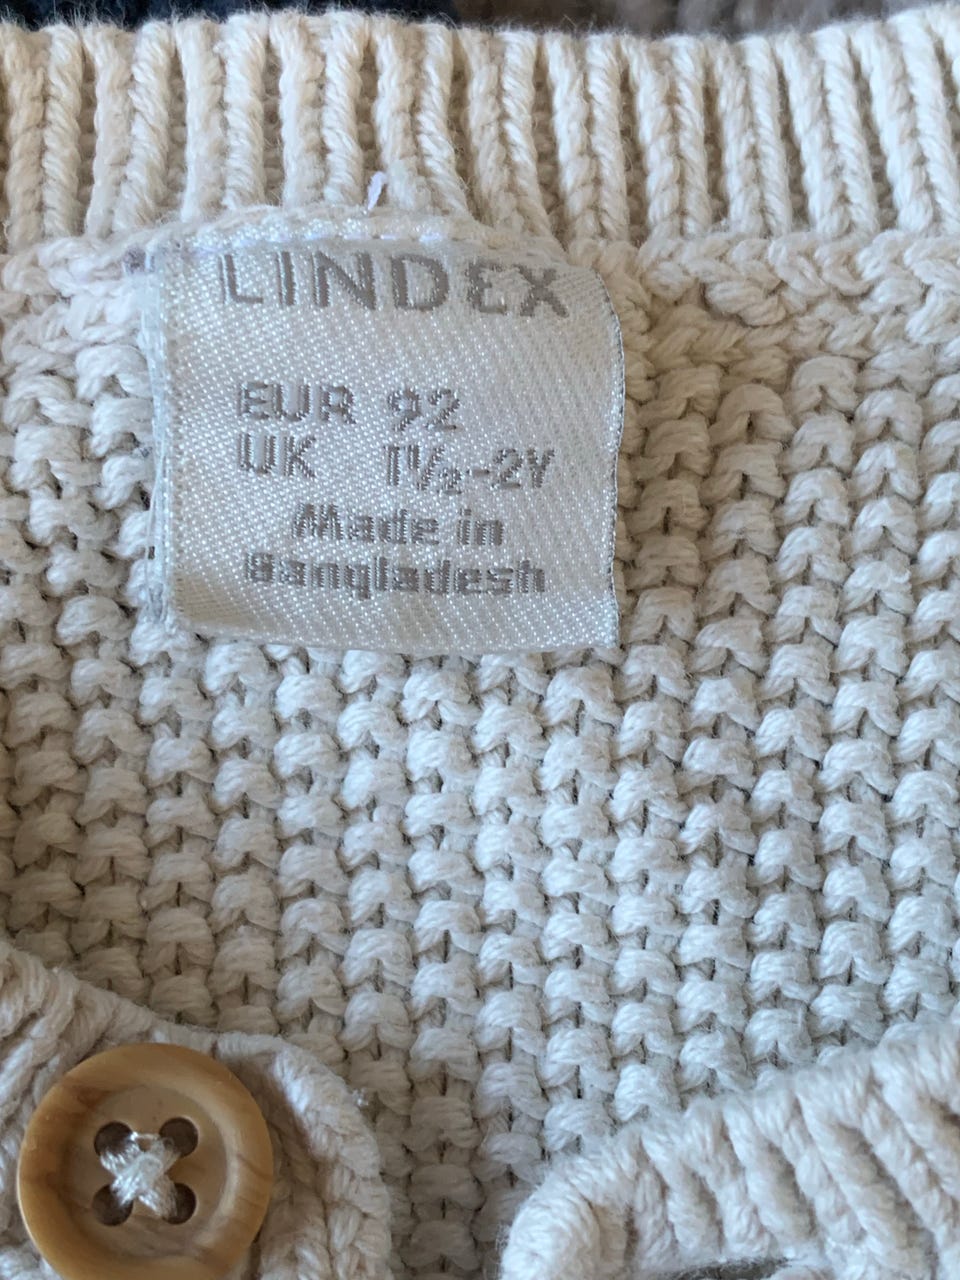 LINDEX
EUR 92
UK 1½-2Y
Made in
Bangladesh